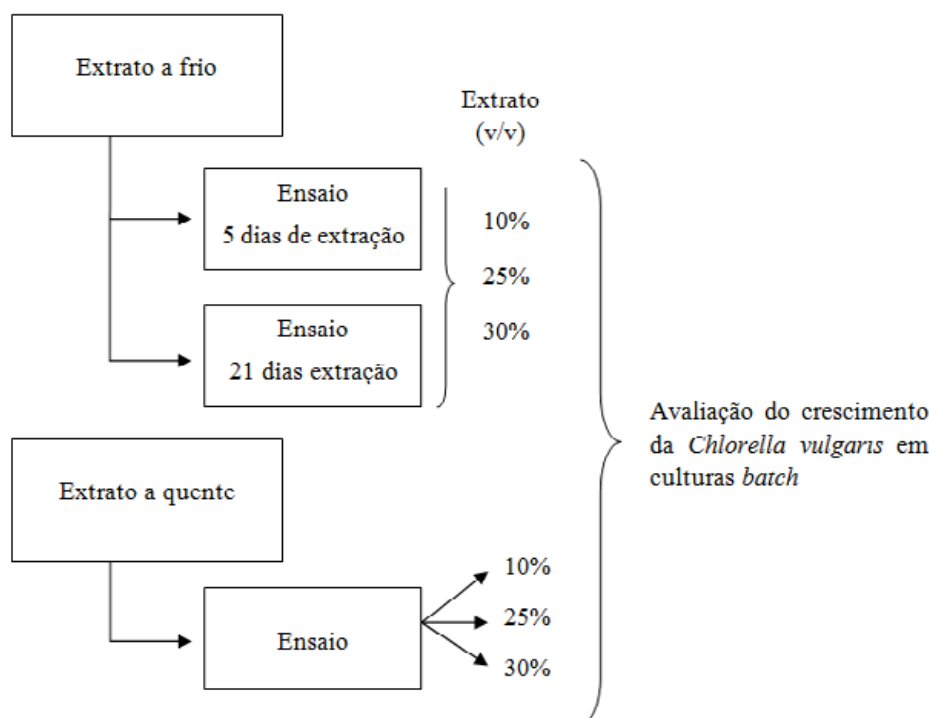 Extrato a frio
Extrato
(v/v)
Ensaio
5 dias de extração
10%
25%
30%
Ensaio
21 dias extração
Avaliação do crescimento
da Chlorella vulgaris em
culturas batch
Extrato a qucntc
Ensaio
10%
25%
30%